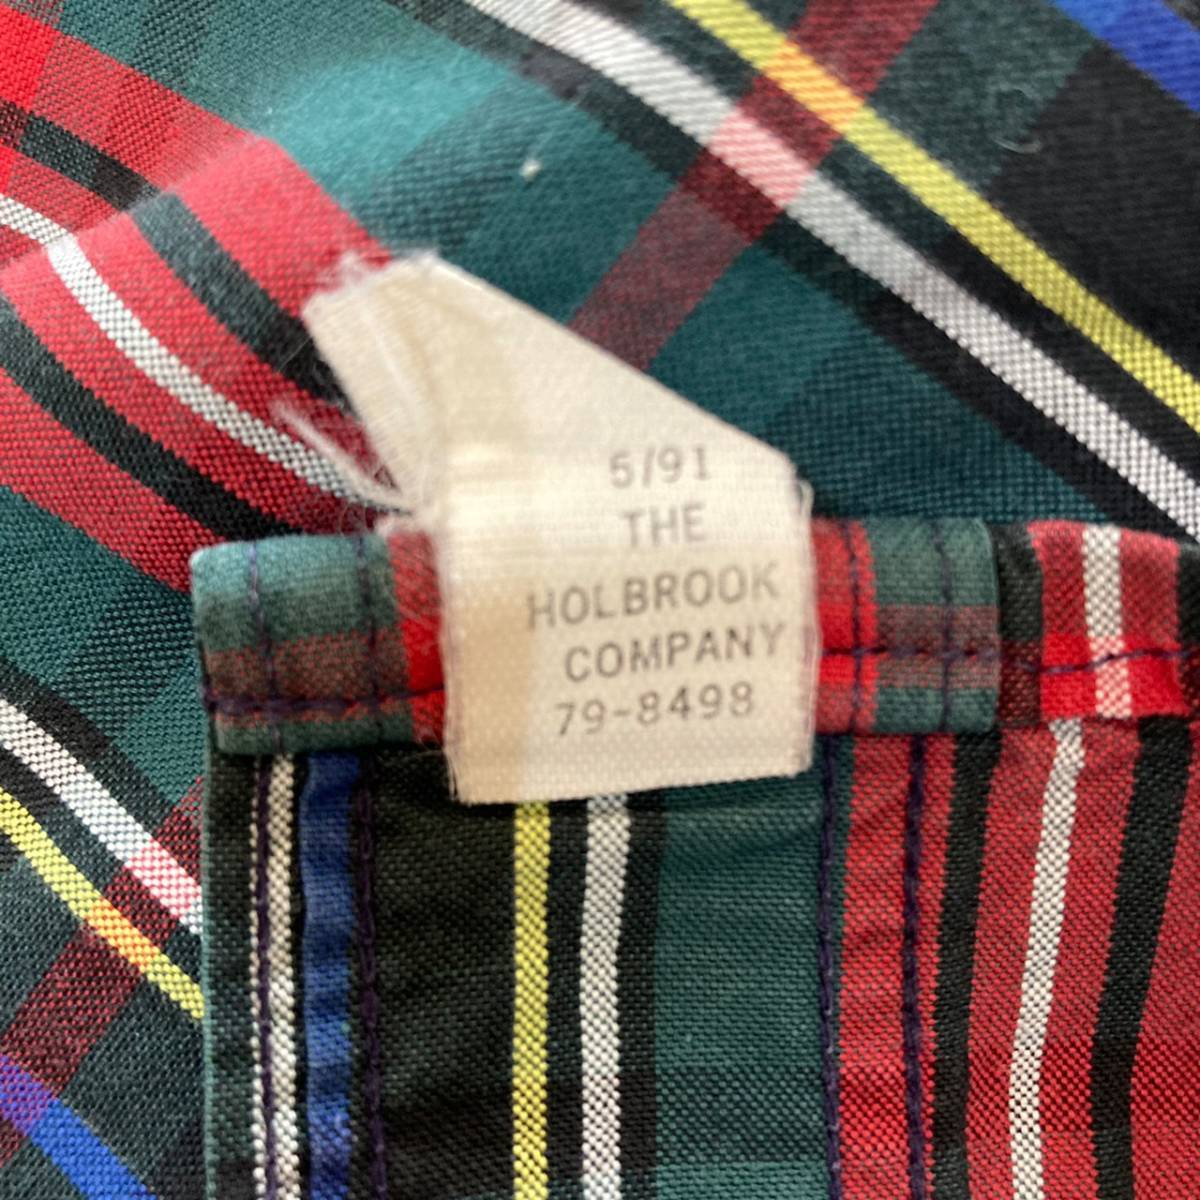 5/91
THE
HOLBROOK
COMPANY
79-8498